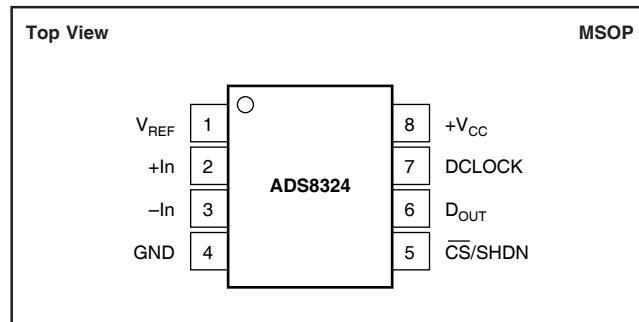 Top View MSOP
V_REF 1 8 +V_CC
+In 2 7 DCLOCK
ADS8324
–In 3 6 D_OUT
GND 4 5 C̅S̅/SHDN